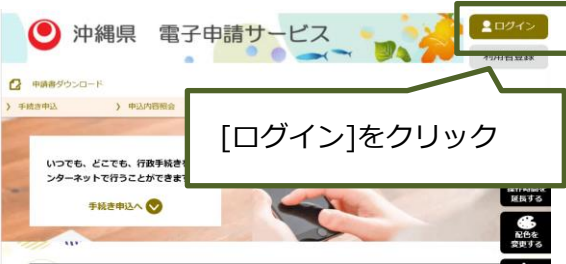 沖縄県 電子申請サービス
ログイン
利用者登録
申請書ダウンロード
手続き申込
申込内容照会
[ログイン]をクリック
いつでも、どこでも、行政手続き
ンターネットで行うことができま
手続き申込へ
延長する
配色を
変更する